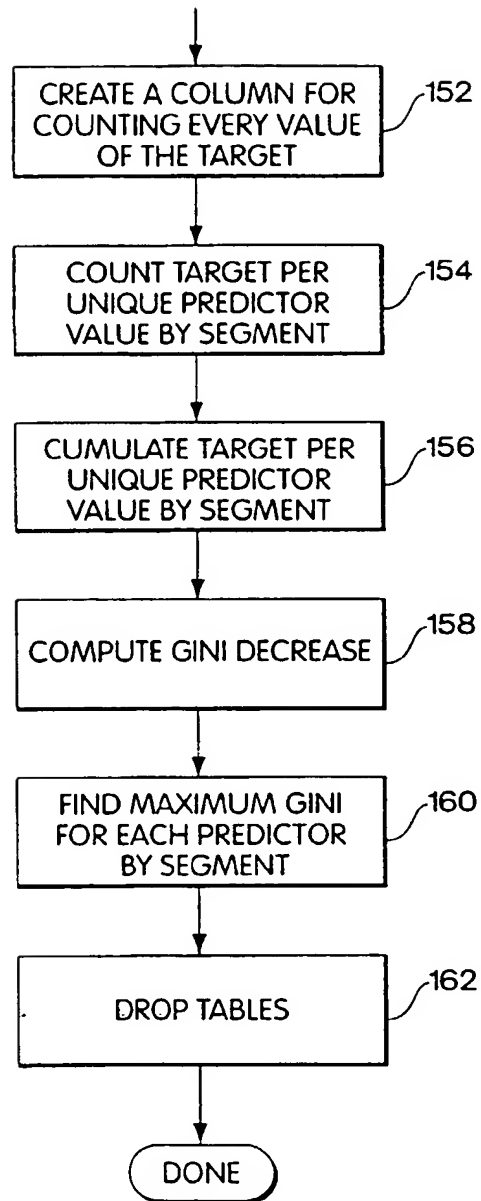 CREATE A COLUMN FOR
COUNTING EVERY VALUE
OF THE TARGET
152
COUNT TARGET PER
UNIQUE PREDICTOR
VALUE BY SEGMENT
154
CUMULATE TARGET PER
UNIQUE PREDICTOR
VALUE BY SEGMENT
156
COMPUTE GINI DECREASE
158
FIND MAXIMUM GINI
FOR EACH PREDICTOR
BY SEGMENT
160
DROP TABLES
162
DONE